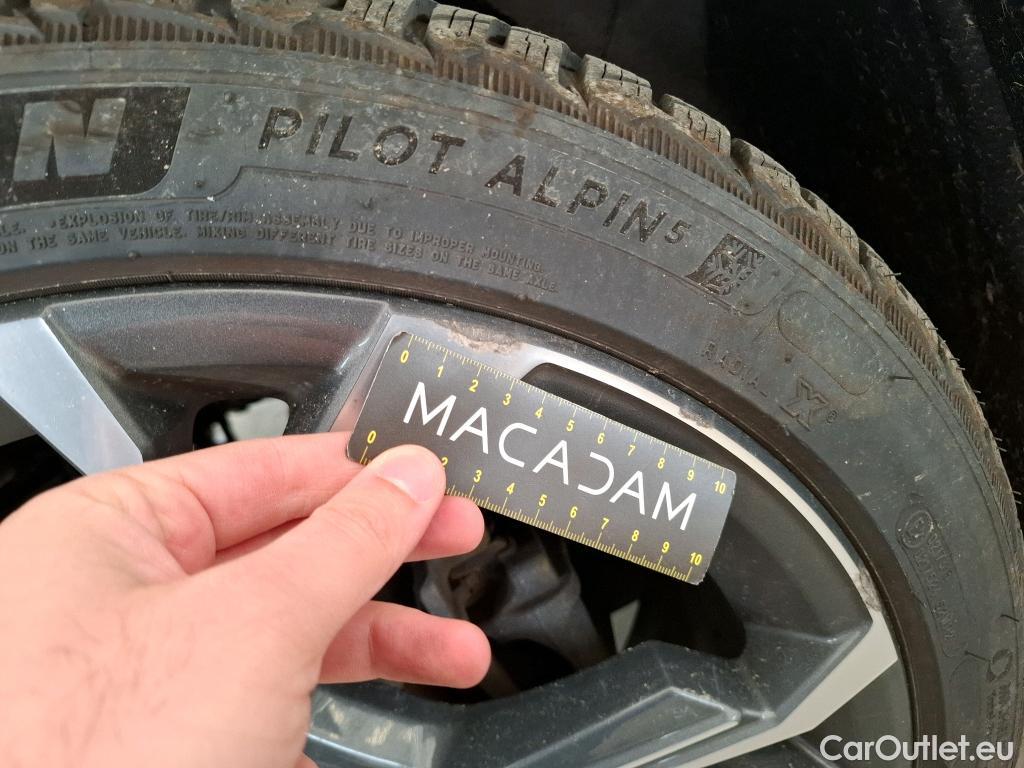 N
PILOT ALPIN5
EXPLOSION OF TIRE/RIM ASSEMBLY DUE TO IMPROPER MOUNTING.
ON THE SAME VEHICLE. MIXING DIFFERENT TIRE SIZES ON THE SAME AXLE
RADIAL X®
0 1 2 3 4 5 6 7 8 9 10
MACADAM
0 2 3 4 5 6 7 8 9 10
CarOutlet.eu